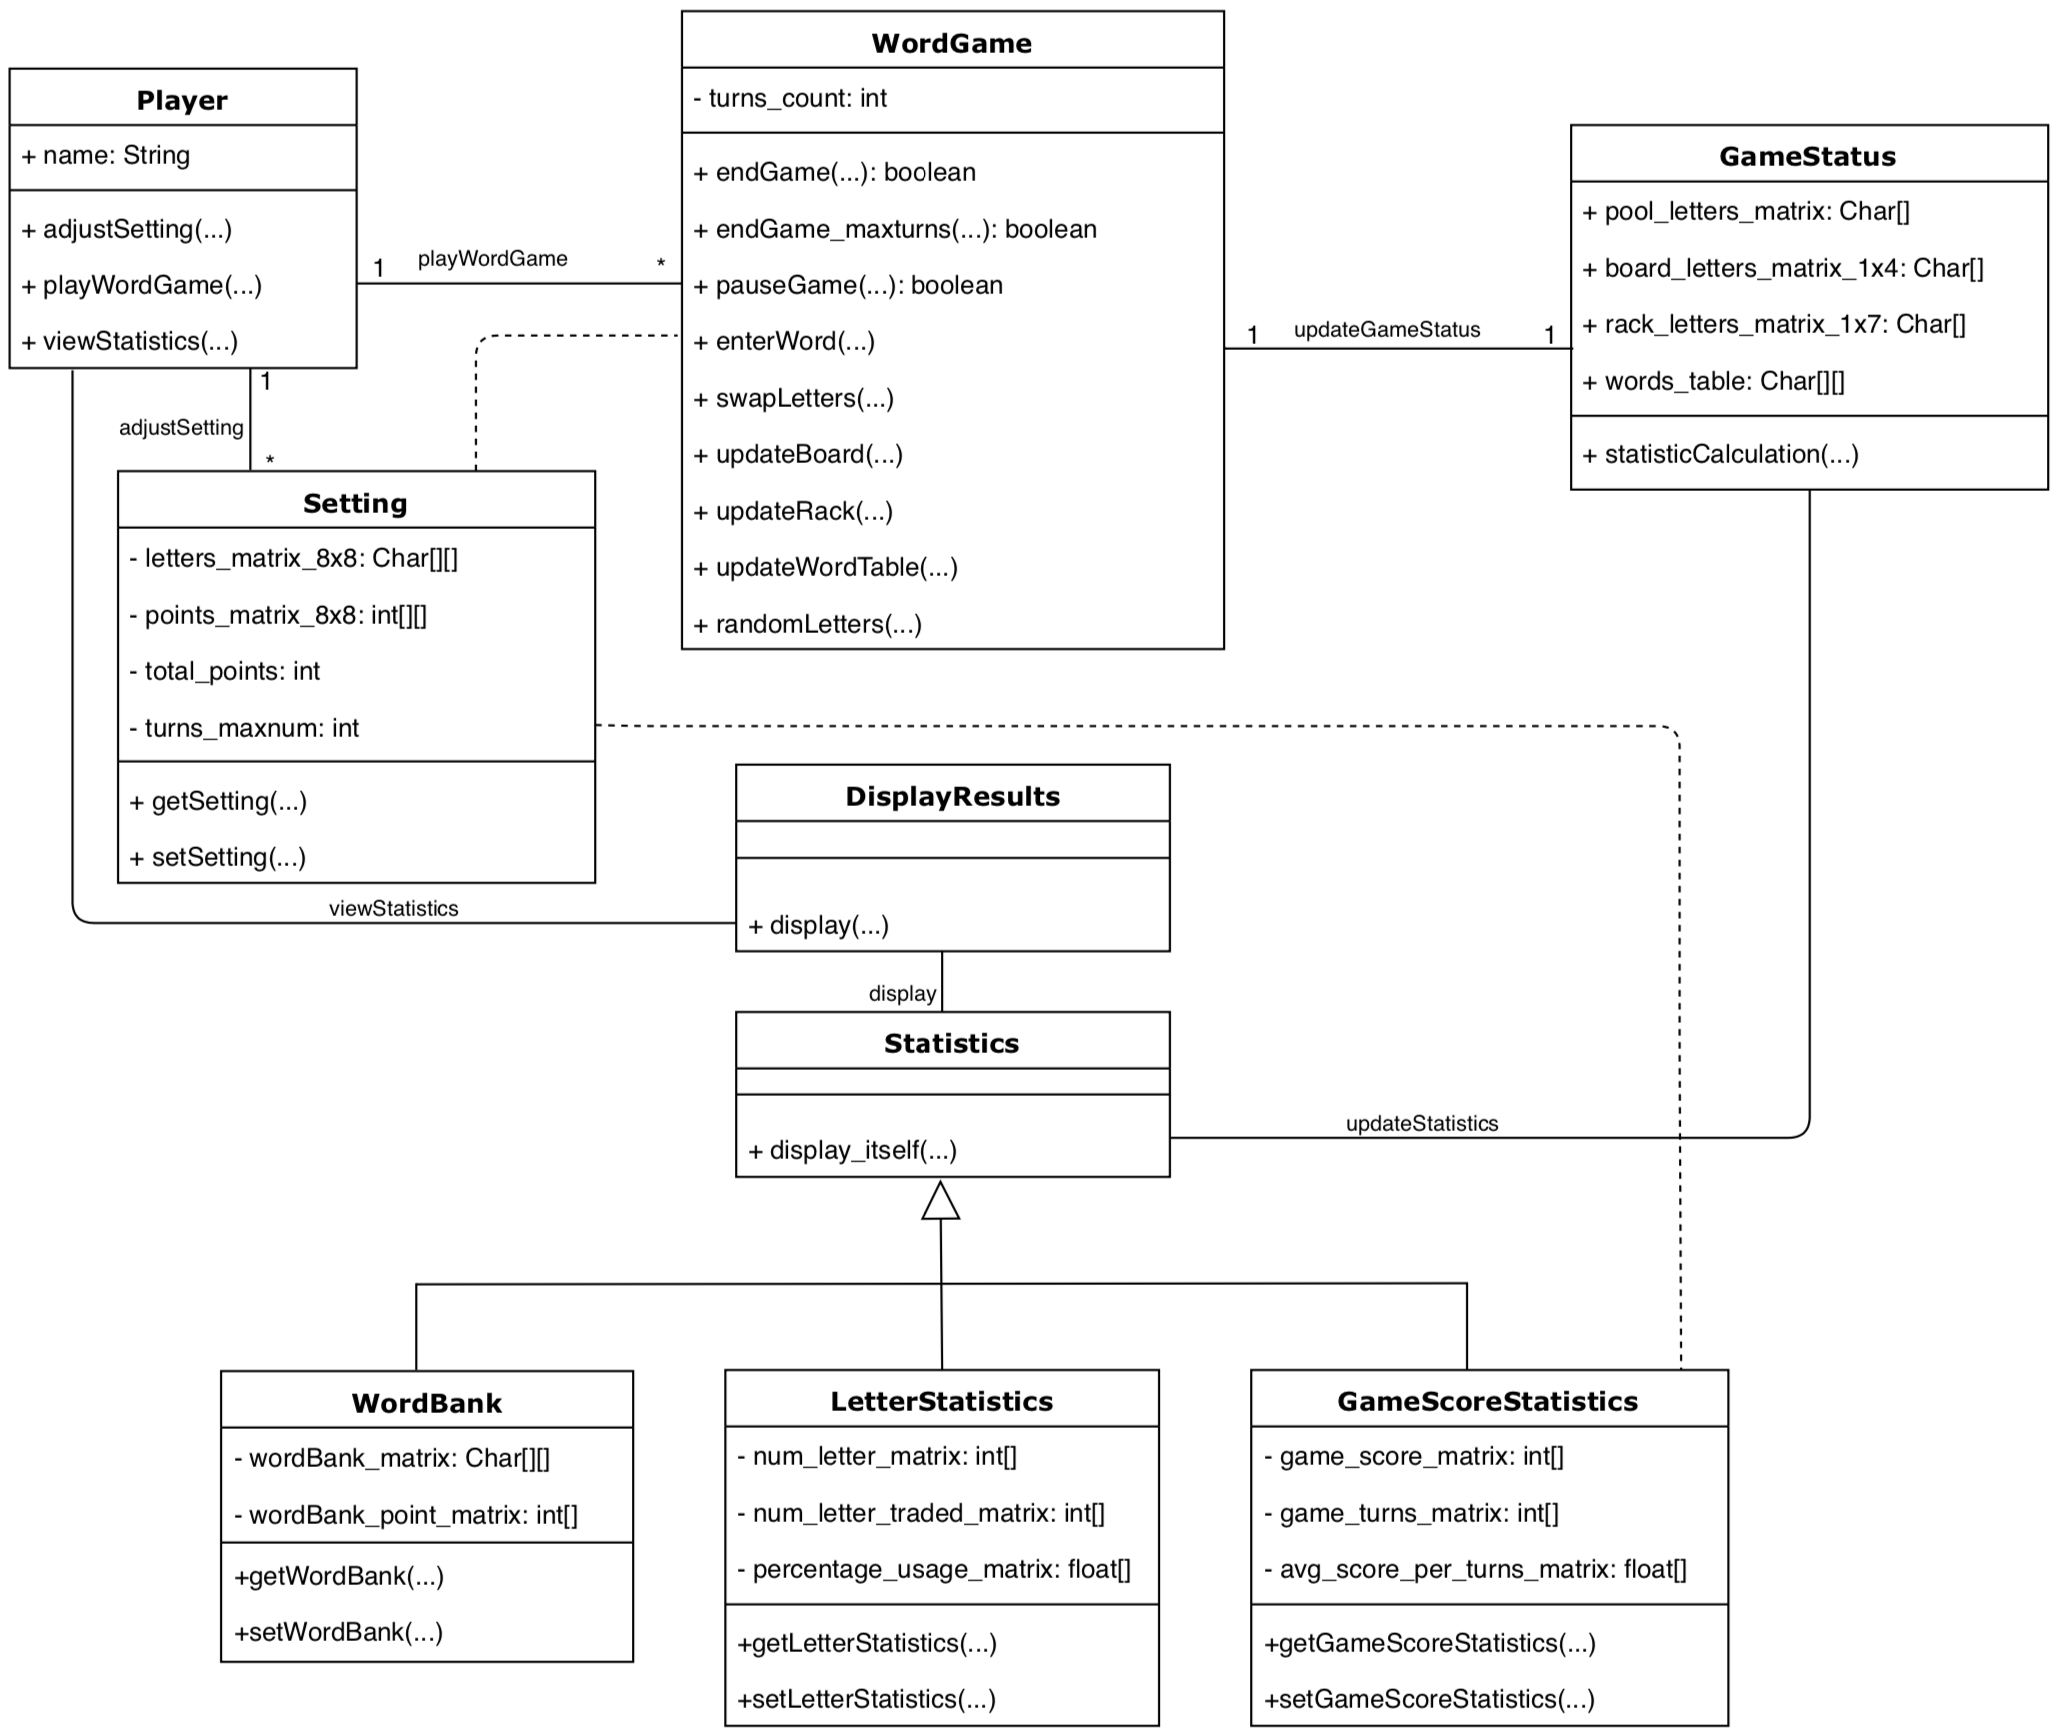 Player
+ name: String
+ adjustSetting(...)
+ playWordGame(...)
+ viewStatistics(...)
1
playWordGame
*
WordGame
- turns_count: int
+ endGame(...): boolean
+ endGame_maxturns(...): boolean
+ pauseGame(...): boolean
+ enterWord(...)
+ swapLetters(...)
+ updateBoard(...)
+ updateRack(...)
+ updateWordTable(...)
+ randomLetters(...)
1
updateGameStatus
1
GameStatus
+ pool_letters_matrix: Char[]
+ board_letters_matrix_1x4: Char[]
+ rack_letters_matrix_1x7: Char[]
+ words_table: Char[][]
+ statisticCalculation(...)
1
adjustSetting
*
Setting
- letters_matrix_8x8: Char[][]
- points_matrix_8x8: int[][]
- total_points: int
- turns_maxnum: int
+ getSetting(...)
+ setSetting(...)
viewStatistics
DisplayResults
+ display(...)
display
Statistics
+ display_itself(...)
updateStatistics
WordBank
- wordBank_matrix: Char[][]
- wordBank_point_matrix: int[]
+getWordBank(...)
+setWordBank(...)
LetterStatistics
- num_letter_matrix: int[]
- num_letter_traded_matrix: int[]
- percentage_usage_matrix: float[]
+getLetterStatistics(...)
+setLetterStatistics(...)
GameScoreStatistics
- game_score_matrix: int[]
- game_turns_matrix: int[]
- avg_score_per_turns_matrix: float[]
+getGameScoreStatistics(...)
+setGameScoreStatistics(...)